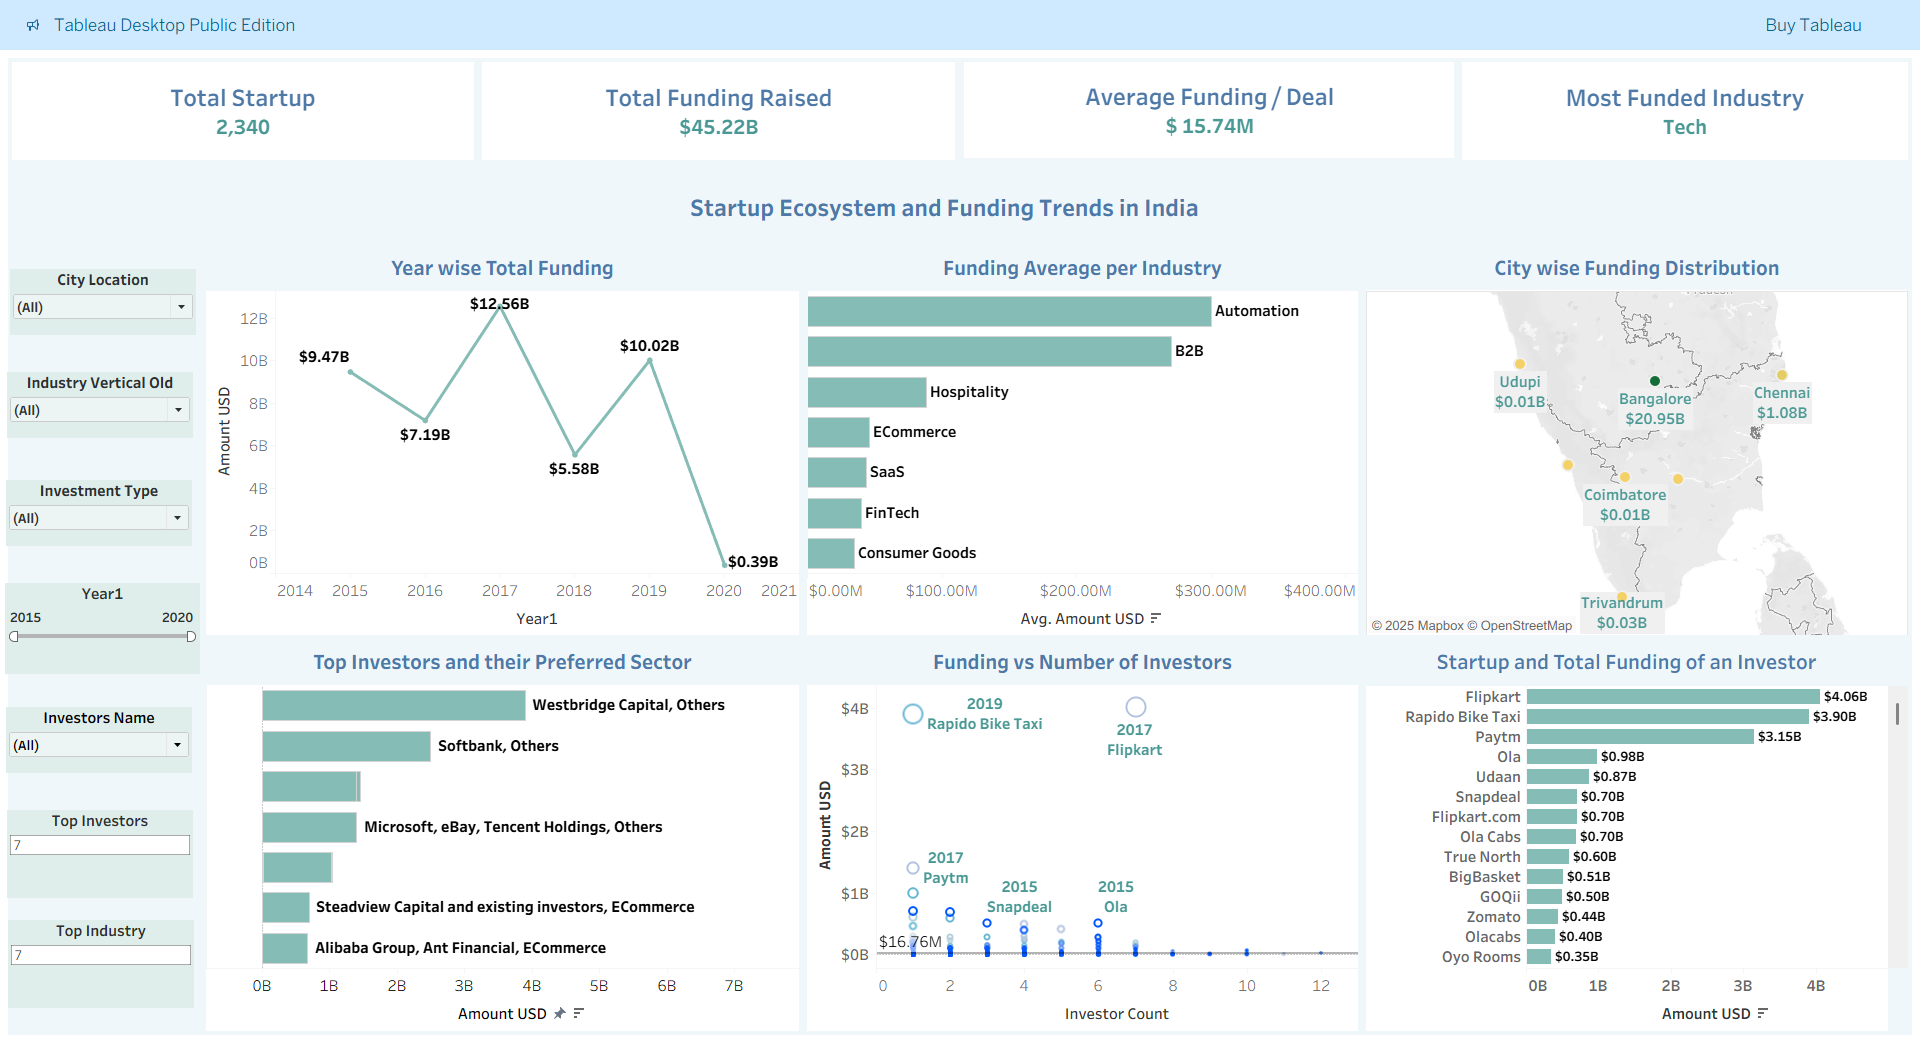 Tableau Desktop Public Edition
Buy Tableau
Total Startup
2,340
Total Funding Raised
$45.22B
Average Funding / Deal
$ 15.74M
Most Funded Industry
Tech
Startup Ecosystem and Funding Trends in India
City Location
(All)
Industry Vertical Old
(All)
Investment Type
(All)
Year1
2015 2020
Investors Name
(All)
Top Investors
7
Top Industry
7
Year wise Total Funding
Amount USD
12B
10B
8B
6B
4B
2B
0B
$9.47B
$7.19B
$12.56B
$5.58B
$10.02B
$0.39B
2014 2015 2016 2017 2018 2019 2020 2021
Year1
Funding Average per Industry
Automation
B2B
Hospitality
ECommerce
SaaS
FinTech
Consumer Goods
$0.00M $100.00M $200.00M $300.00M $400.00M
Avg. Amount USD
City wise Funding Distribution
Pradesh
Udupi
$0.01B
Bangalore
$20.95B
Chennai
$1.08B
Coimbatore
$0.01B
Trivandrum
$0.03B
© 2025 Mapbox © OpenStreetMap
Top Investors and their Preferred Sector
Westbridge Capital, Others
Softbank, Others
Microsoft, eBay, Tencent Holdings, Others
Steadview Capital and existing investors, ECommerce
Alibaba Group, Ant Financial, ECommerce
0B 1B 2B 3B 4B 5B 6B 7B
Amount USD
Funding vs Number of Investors
Amount USD
$4B
$3B
$2B
$1B
$0B
2019
Rapido Bike Taxi
2017
Flipkart
2017
Paytm
2015
Snapdeal
2015
Ola
$16.76M
0 2 4 6 8 10 12
Investor Count
Startup and Total Funding of an Investor
Flipkart $4.06B
Rapido Bike Taxi $3.90B
Paytm $3.15B
Ola $0.98B
Udaan $0.87B
Snapdeal $0.70B
Flipkart.com $0.70B
Ola Cabs $0.70B
True North $0.60B
BigBasket $0.51B
GOQii $0.50B
Zomato $0.44B
Olacabs $0.40B
Oyo Rooms $0.35B
0B 1B 2B 3B 4B
Amount USD